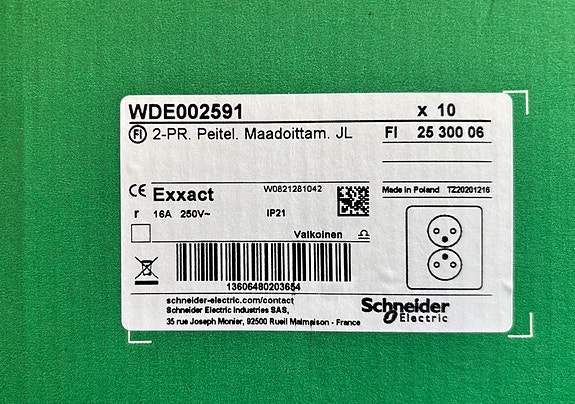 WDE002591 x 10
FI 2-PR. Peitel. Maadoittam. JL FI 25 300 06
CE Exxact W0821281042 Made in Poland TZ20201216
r 16A 250V~ IP21
Valkoinen
13606480203654
schneider-electric.com/contact
Schneider Electric Industries SAS,
35 rue Joseph Monier, 92500 Rueil Malmaison - France
Schneider
Electric